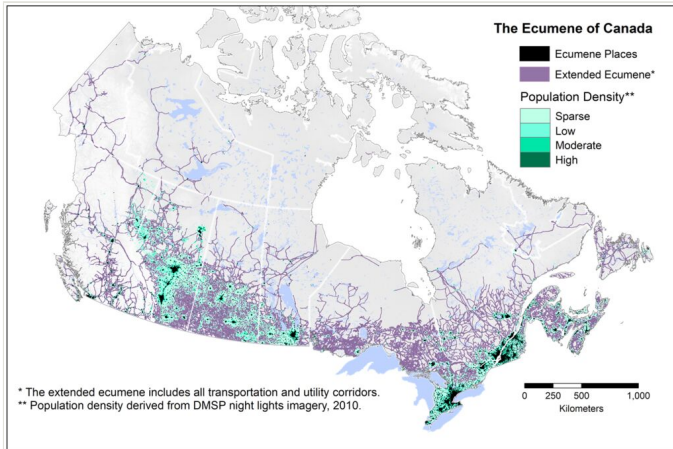 The Ecumene of Canada
Ecumene Places
Extended Ecumene*
Population Density**
Sparse
Low
Moderate
High
* The extended ecumene includes all transportation and utility corridors.
** Population density derived from DMSP night lights imagery, 2010.
0 250 500 1,000
Kilometers